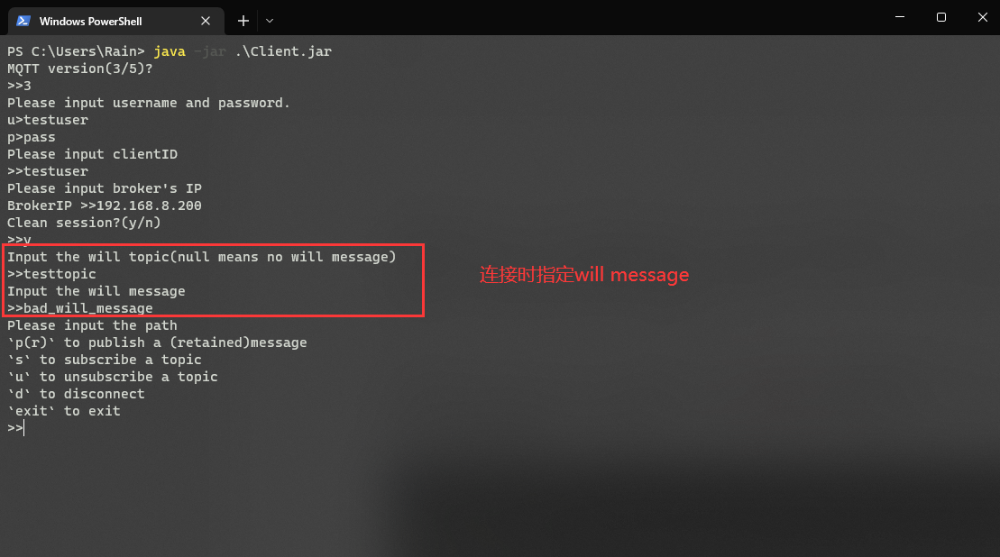 Windows PowerShell
PS C:\Users\Rain> java -jar .\Client.jar
MQTT version(3/5)?
>>3
Please input username and password.
u>testuser
p>pass
Please input clientID
>>testuser
Please input broker's IP
BrokerIP >>192.168.8.200
Clean session?(y/n)
>>y
Input the will topic(null means no will message)
>>testtopic
连接时指定will message
Input the will message
>>bad_will_message
Please input the path
`p(r)` to publish a (retained)message
`s` to subscribe a topic
`u` to unsubscribe a topic
`d` to disconnect
`exit` to exit
>>